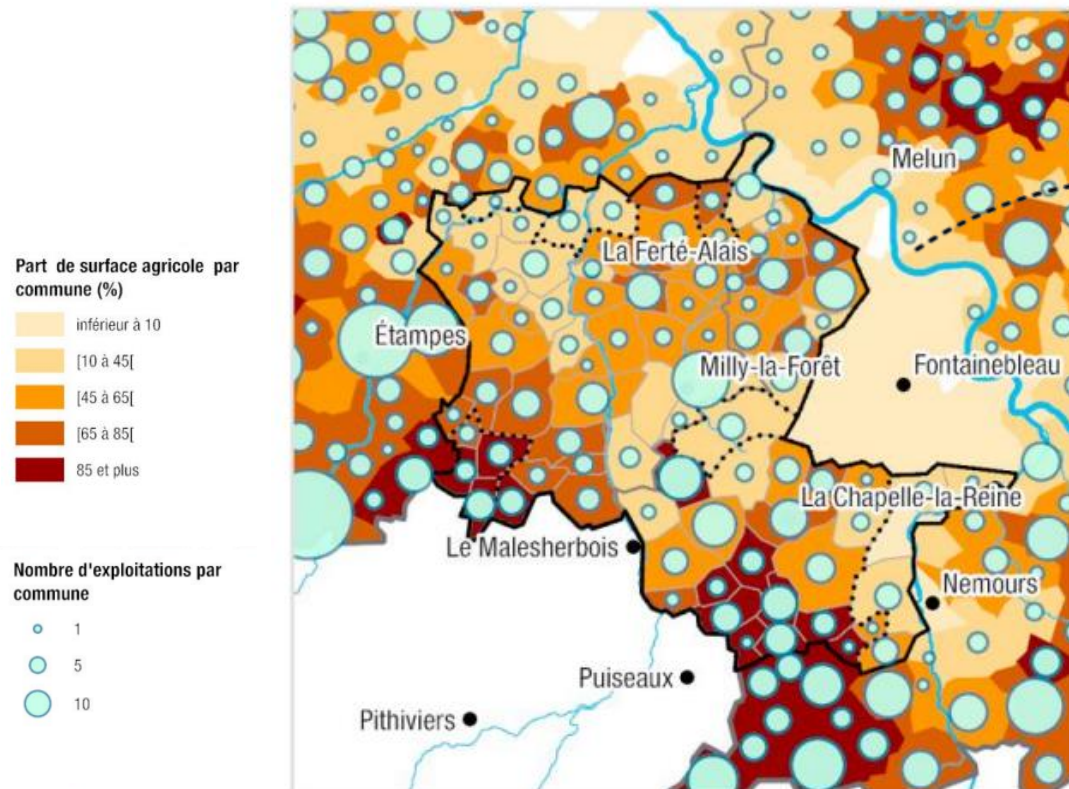 Part de surface agricole par
commune (%)
inférieur à 10
[10 à 45[
[45 à 65[
[65 à 85[
85 et plus
Nombre d'exploitations par
commune
1
5
10
Melun
La Ferté-Alais
Étampes
Milly-la-Forêt
Fontainebleau
La Chapelle-la-Reine
Le Malesherbois
Nemours
Puiseaux
Pithiviers